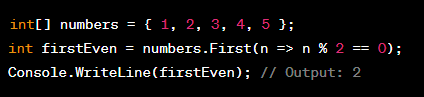 int[] numbers = { 1, 2, 3, 4, 5 };
int firstEven = numbers.First(n => n % 2 == 0);
Console.WriteLine(firstEven); // Output: 2